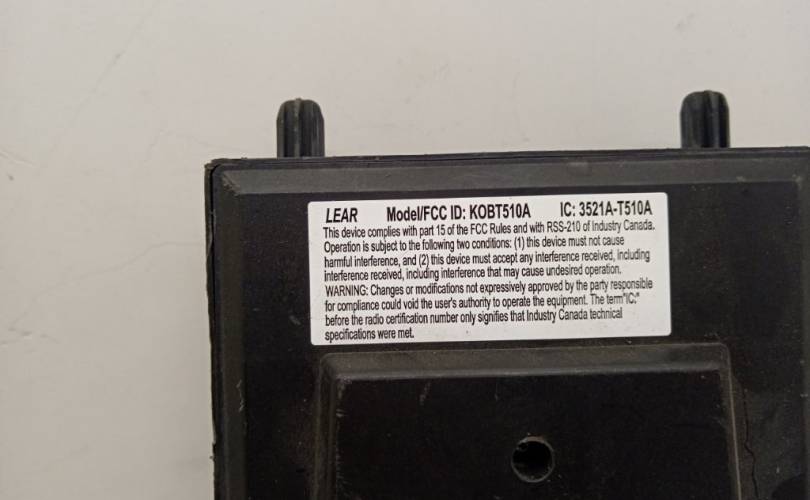 LEAR Model/FCC ID: KOBT510A IC: 3521A-T510A
This device complies with part 15 of the FCC Rules and with RSS-210 of Industry Canada.
Operation is subject to the following two conditions: (1) this device must not cause
harmful interference, and (2) this device must accept any interference received, including
interference received, including interference that may cause undesired operation.
WARNING: Changes or modifications not expressively approved by the party responsible
for compliance could void the user's authority to operate the equipment. The term"IC:"
before the radio certification number only signifies that Industry Canada technical
specifications were met.